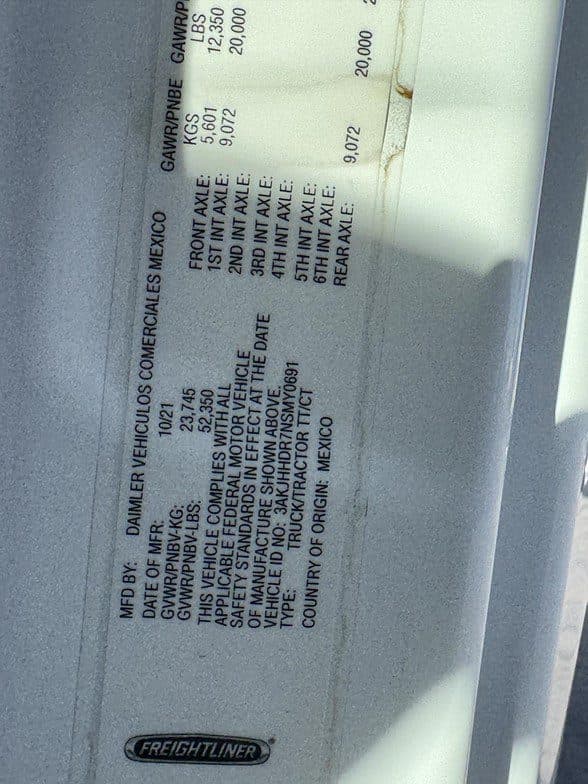 FREIGHTLINER
MFD BY: DAIMLER VEHICULOS COMERCIALES MEXICO
DATE OF MFR: 10/21
GVWR/PNBV-KG: 23,745
GVWR/PNBV-LBS: 52,350
THIS VEHICLE COMPLIES WITH ALL
APPLICABLE FEDERAL MOTOR VEHICLE
SAFETY STANDARDS IN EFFECT AT THE DATE
OF MANUFACTURE SHOWN ABOVE.
VEHICLE ID NO: 3AKJHHDR7NSMY0691
TYPE: TRUCK/TRACTOR TT/CT
COUNTRY OF ORIGIN: MEXICO
GAWR/PNBE GAWR/P
KGS LBS
FRONT AXLE: 5,601 12,350
1ST INT AXLE: 9,072 20,000
2ND INT AXLE:
3RD INT AXLE:
4TH INT AXLE:
5TH INT AXLE:
6TH INT AXLE:
REAR AXLE: 9,072 20,000 2